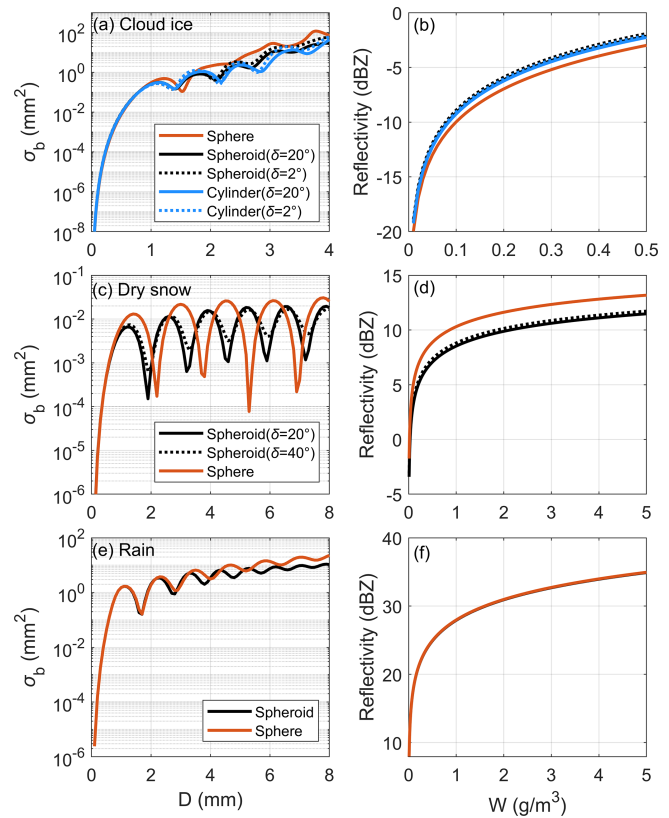 (a) Cloud ice
10^2
10^0
10^-2
10^-4
10^-6
10^-8
σ_b (mm^2)
Sphere
Spheroid(δ=20°)
Spheroid(δ=2°)
Cylinder(δ=20°)
Cylinder(δ=2°)
0 1 2 3 4
(b)
0
-5
-10
-15
-20
Reflectivity (dBZ)
0 0.1 0.2 0.3 0.4 0.5
(c) Dry snow
10^-1
10^-2
10^-3
10^-4
10^-5
10^-6
σ_b (mm^2)
Spheroid(δ=20°)
Spheroid(δ=40°)
Sphere
0 2 4 6 8
(d)
15
10
5
0
-5
Reflectivity (dBZ)
0 1 2 3 4 5
(e) Rain
10^2
10^0
10^-2
10^-4
10^-6
σ_b (mm^2)
Spheroid
Sphere
0 2 4 6 8
D (mm)
(f)
40
30
20
10
Reflectivity (dBZ)
0 1 2 3 4 5
W (g/m^3)